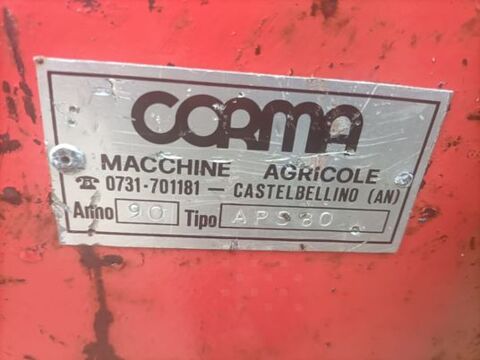 CORMA
MACCHINE AGRICOLE
☎ 0731-701181 — CASTELBELLINO (AN)
Anno 90 Tipo APS80